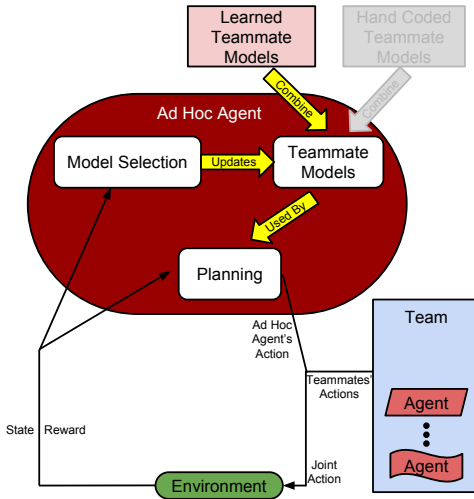 Learned
Teammate
Models
Hand Coded
Teammate
Models
Combine
Combine
Ad Hoc Agent
Model Selection
Updates
Teammate
Models
Used By
Planning
Ad Hoc
Agent's
Action
Team
Teammates'
Actions
Agent
Agent
State
Reward
Joint
Action
Environment